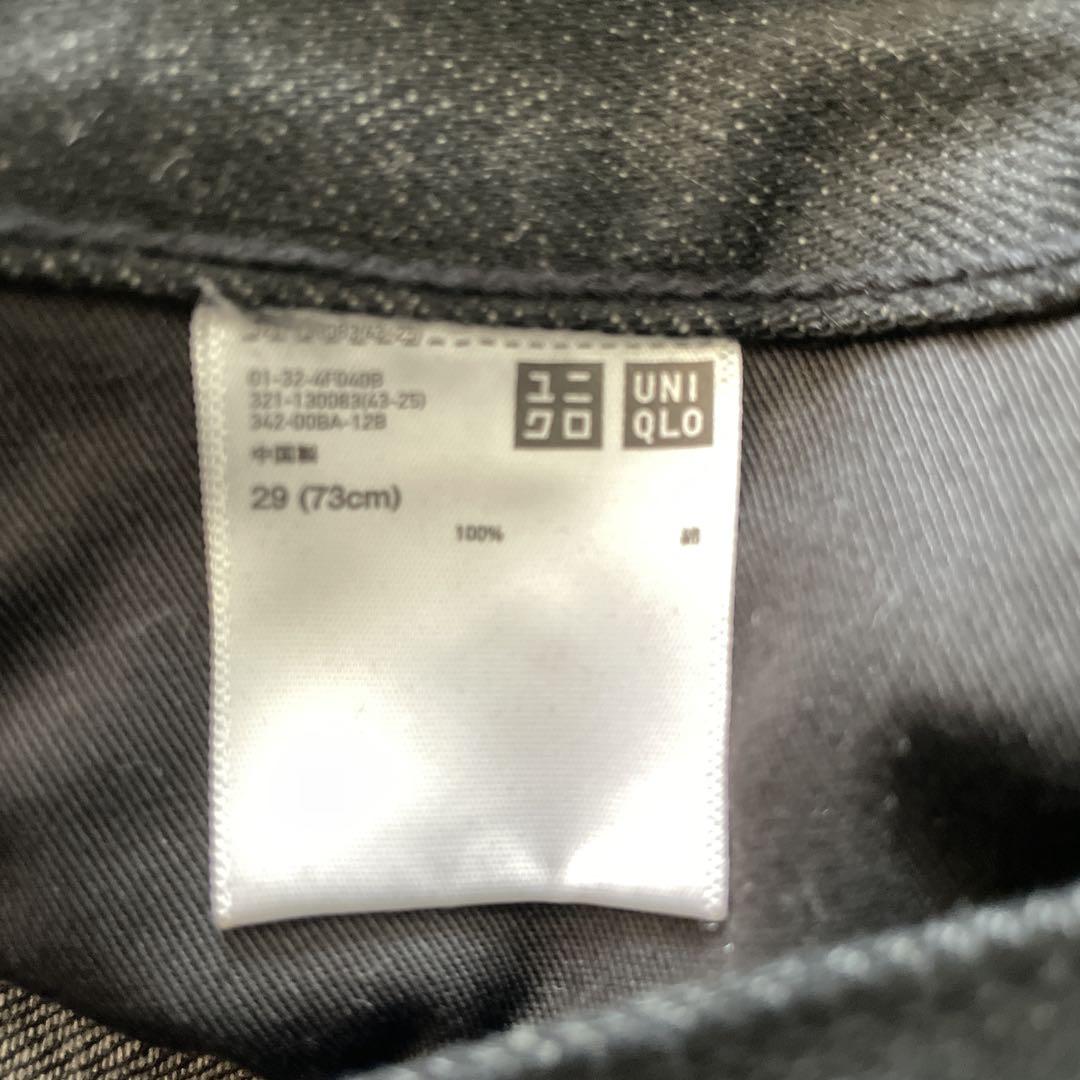 01-32-4F040B
321-130083(43-25)
342-00BA-12B
中国製
29 (73cm)
100% 綿
ユニ
クロ
UNI
QLO